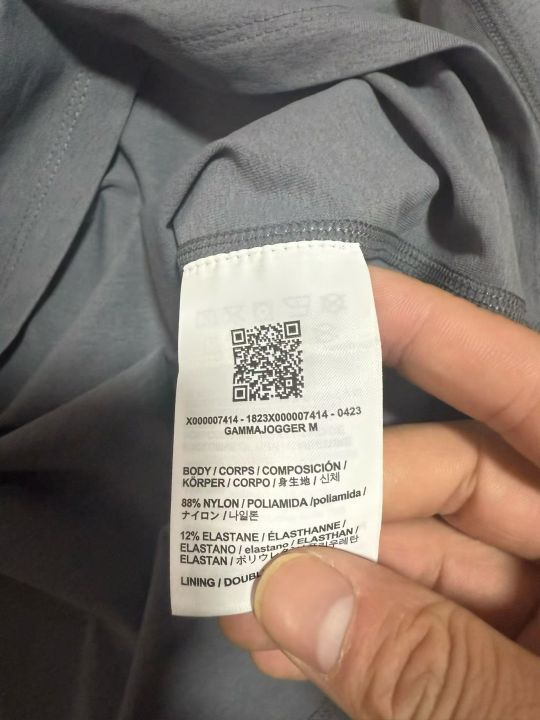 X000007414 - 1823X000007414 - 0423
GAMMAJOGGER M
BODY / CORPS / COMPOSICIÓN /
KÖRPER / CORPO / 身生地 / 신체
88% NYLON / POLIAMIDA /poliamida /
ナイロン / 나일론
12% ELASTANE / ÉLASTHANNE /
ELASTANO / elastano / ELASTHAN /
ELASTAN /
LINING /